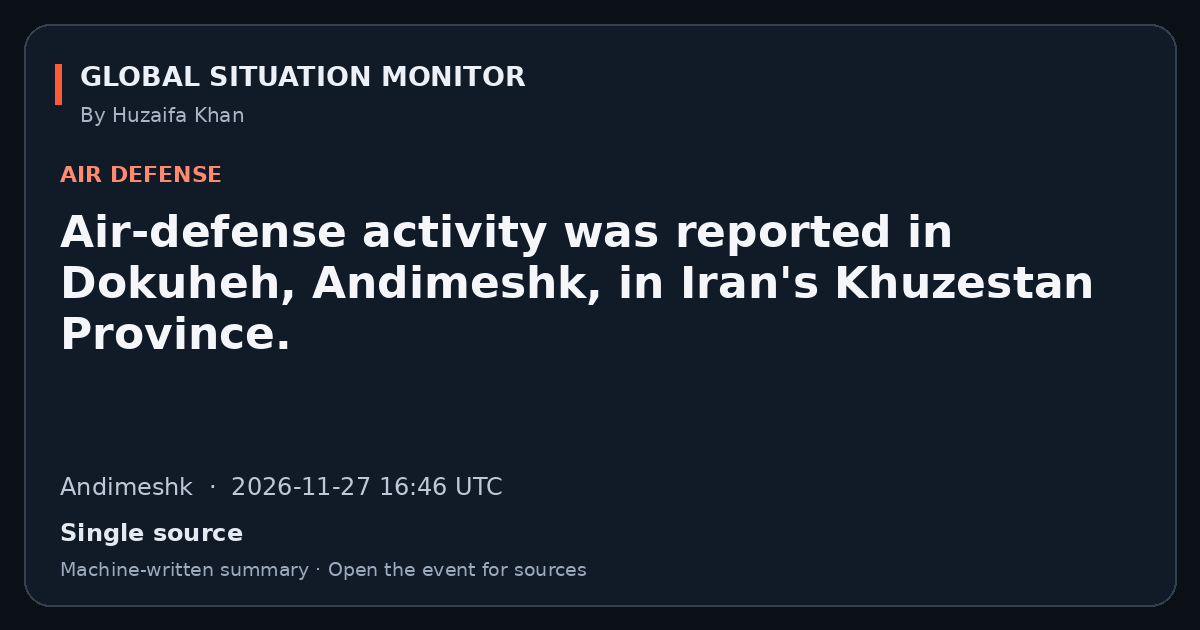 GLOBAL SITUATION MONITOR
By Huzaifa Khan
AIR DEFENSE
Air-defense activity was reported in
Dokuheh, Andimeshk, in Iran's Khuzestan
Province.
Andimeshk · 2026-11-27 16:46 UTC
Single source
Machine-written summary · Open the event for sources